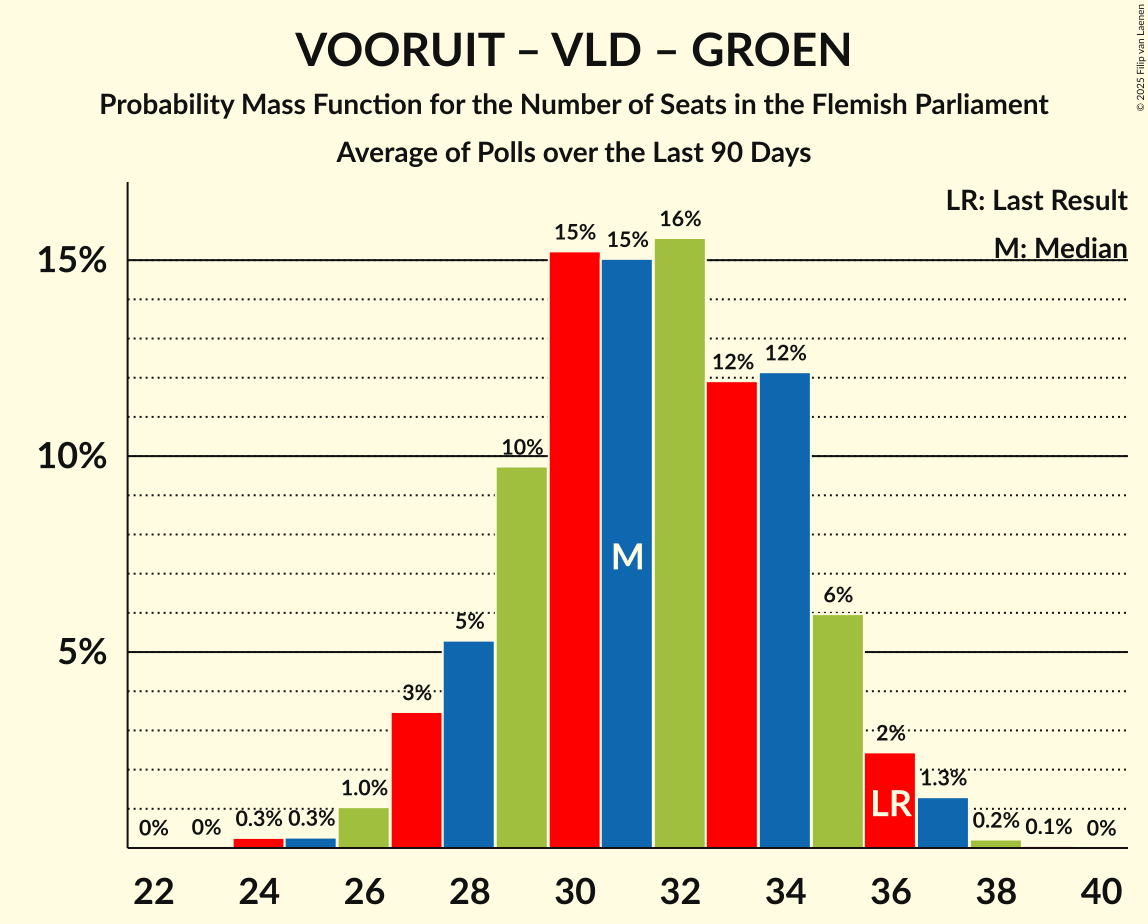 VOORUIT – VLD – GROEN
Probability Mass Function for the Number of Seats in the Flemish Parliament
Average of Polls over the Last 90 Days
© 2025 Filip van Laenen
LR: Last Result
M: Median
15%
10%
5%
0%
0%
0.3%
0.3%
1.0%
3%
5%
10%
15%
15%
16%
12%
12%
6%
2%
1.3%
0.2%
0.1%
0%
M
LR
22 24 26 28 30 32 34 36 38 40